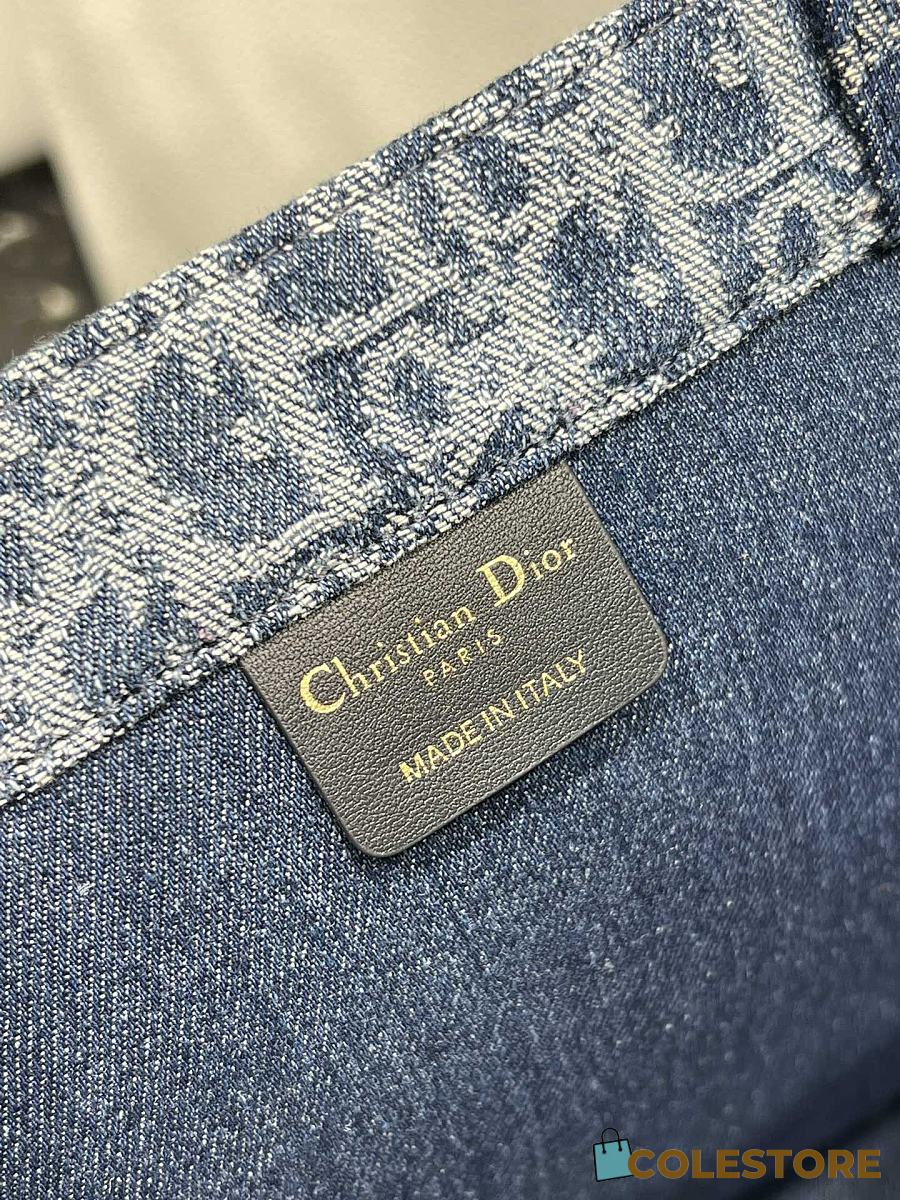 Christian Dior
PARIS
MADE IN ITALY
COLESTORE